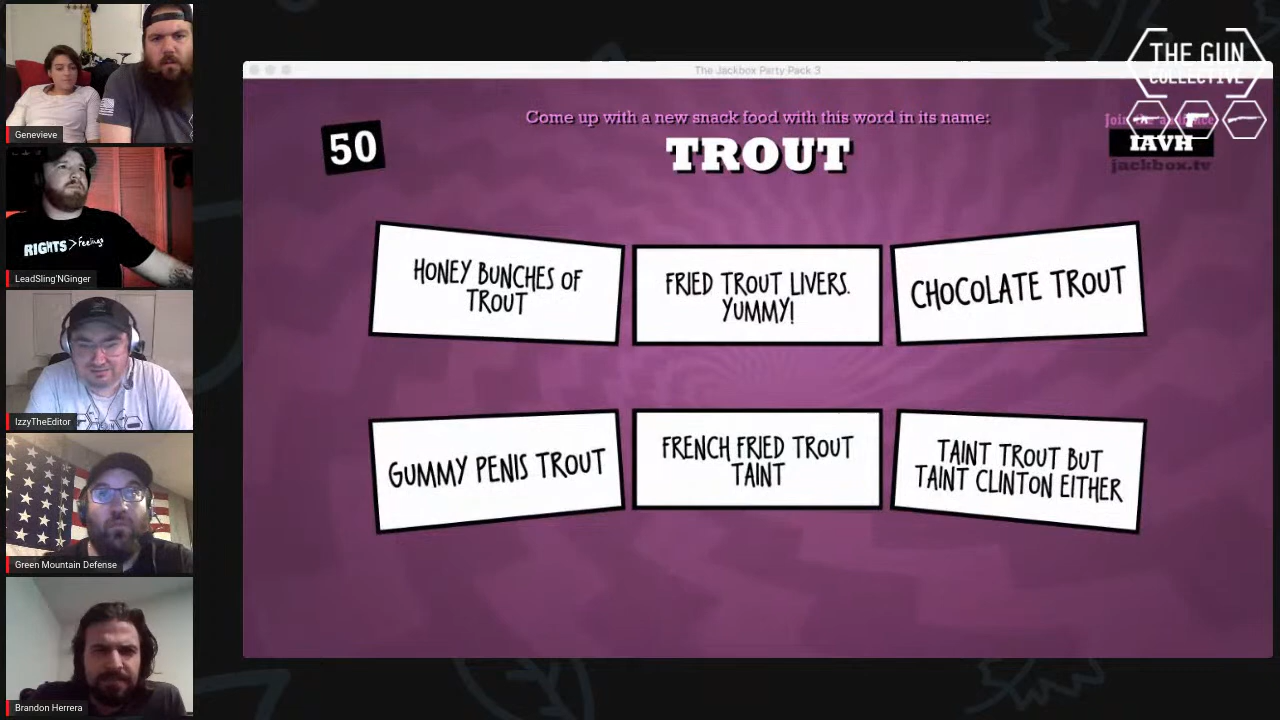 The Jackbox Party Pack 3
THE GUN
COLLECTIVE
50
Come up with a new snack food with this word in its name:
TROUT
IAVH
jackbox.tv
HONEY BUNCHES OF
TROUT
FRIED TROUT LIVERS.
YUMMY!
CHOCOLATE TROUT
GUMMY PENIS TROUT
FRENCH FRIED TROUT
TAINT
TAINT TROUT BUT
TAINT CLINTON EITHER
Genevieve
RIGHTS > Feelings
LeadSling'NGinger
IzzyTheEditor
Green Mountain Defense
Brandon Herrera